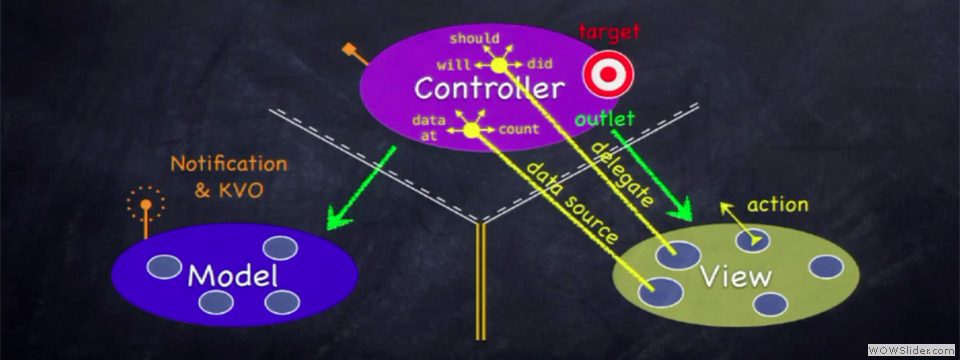 should
target
will
did
Controller
data
at
count
outlet
delegate
data source
Notification
& KVO
action
Model
View
WOWSlider.com